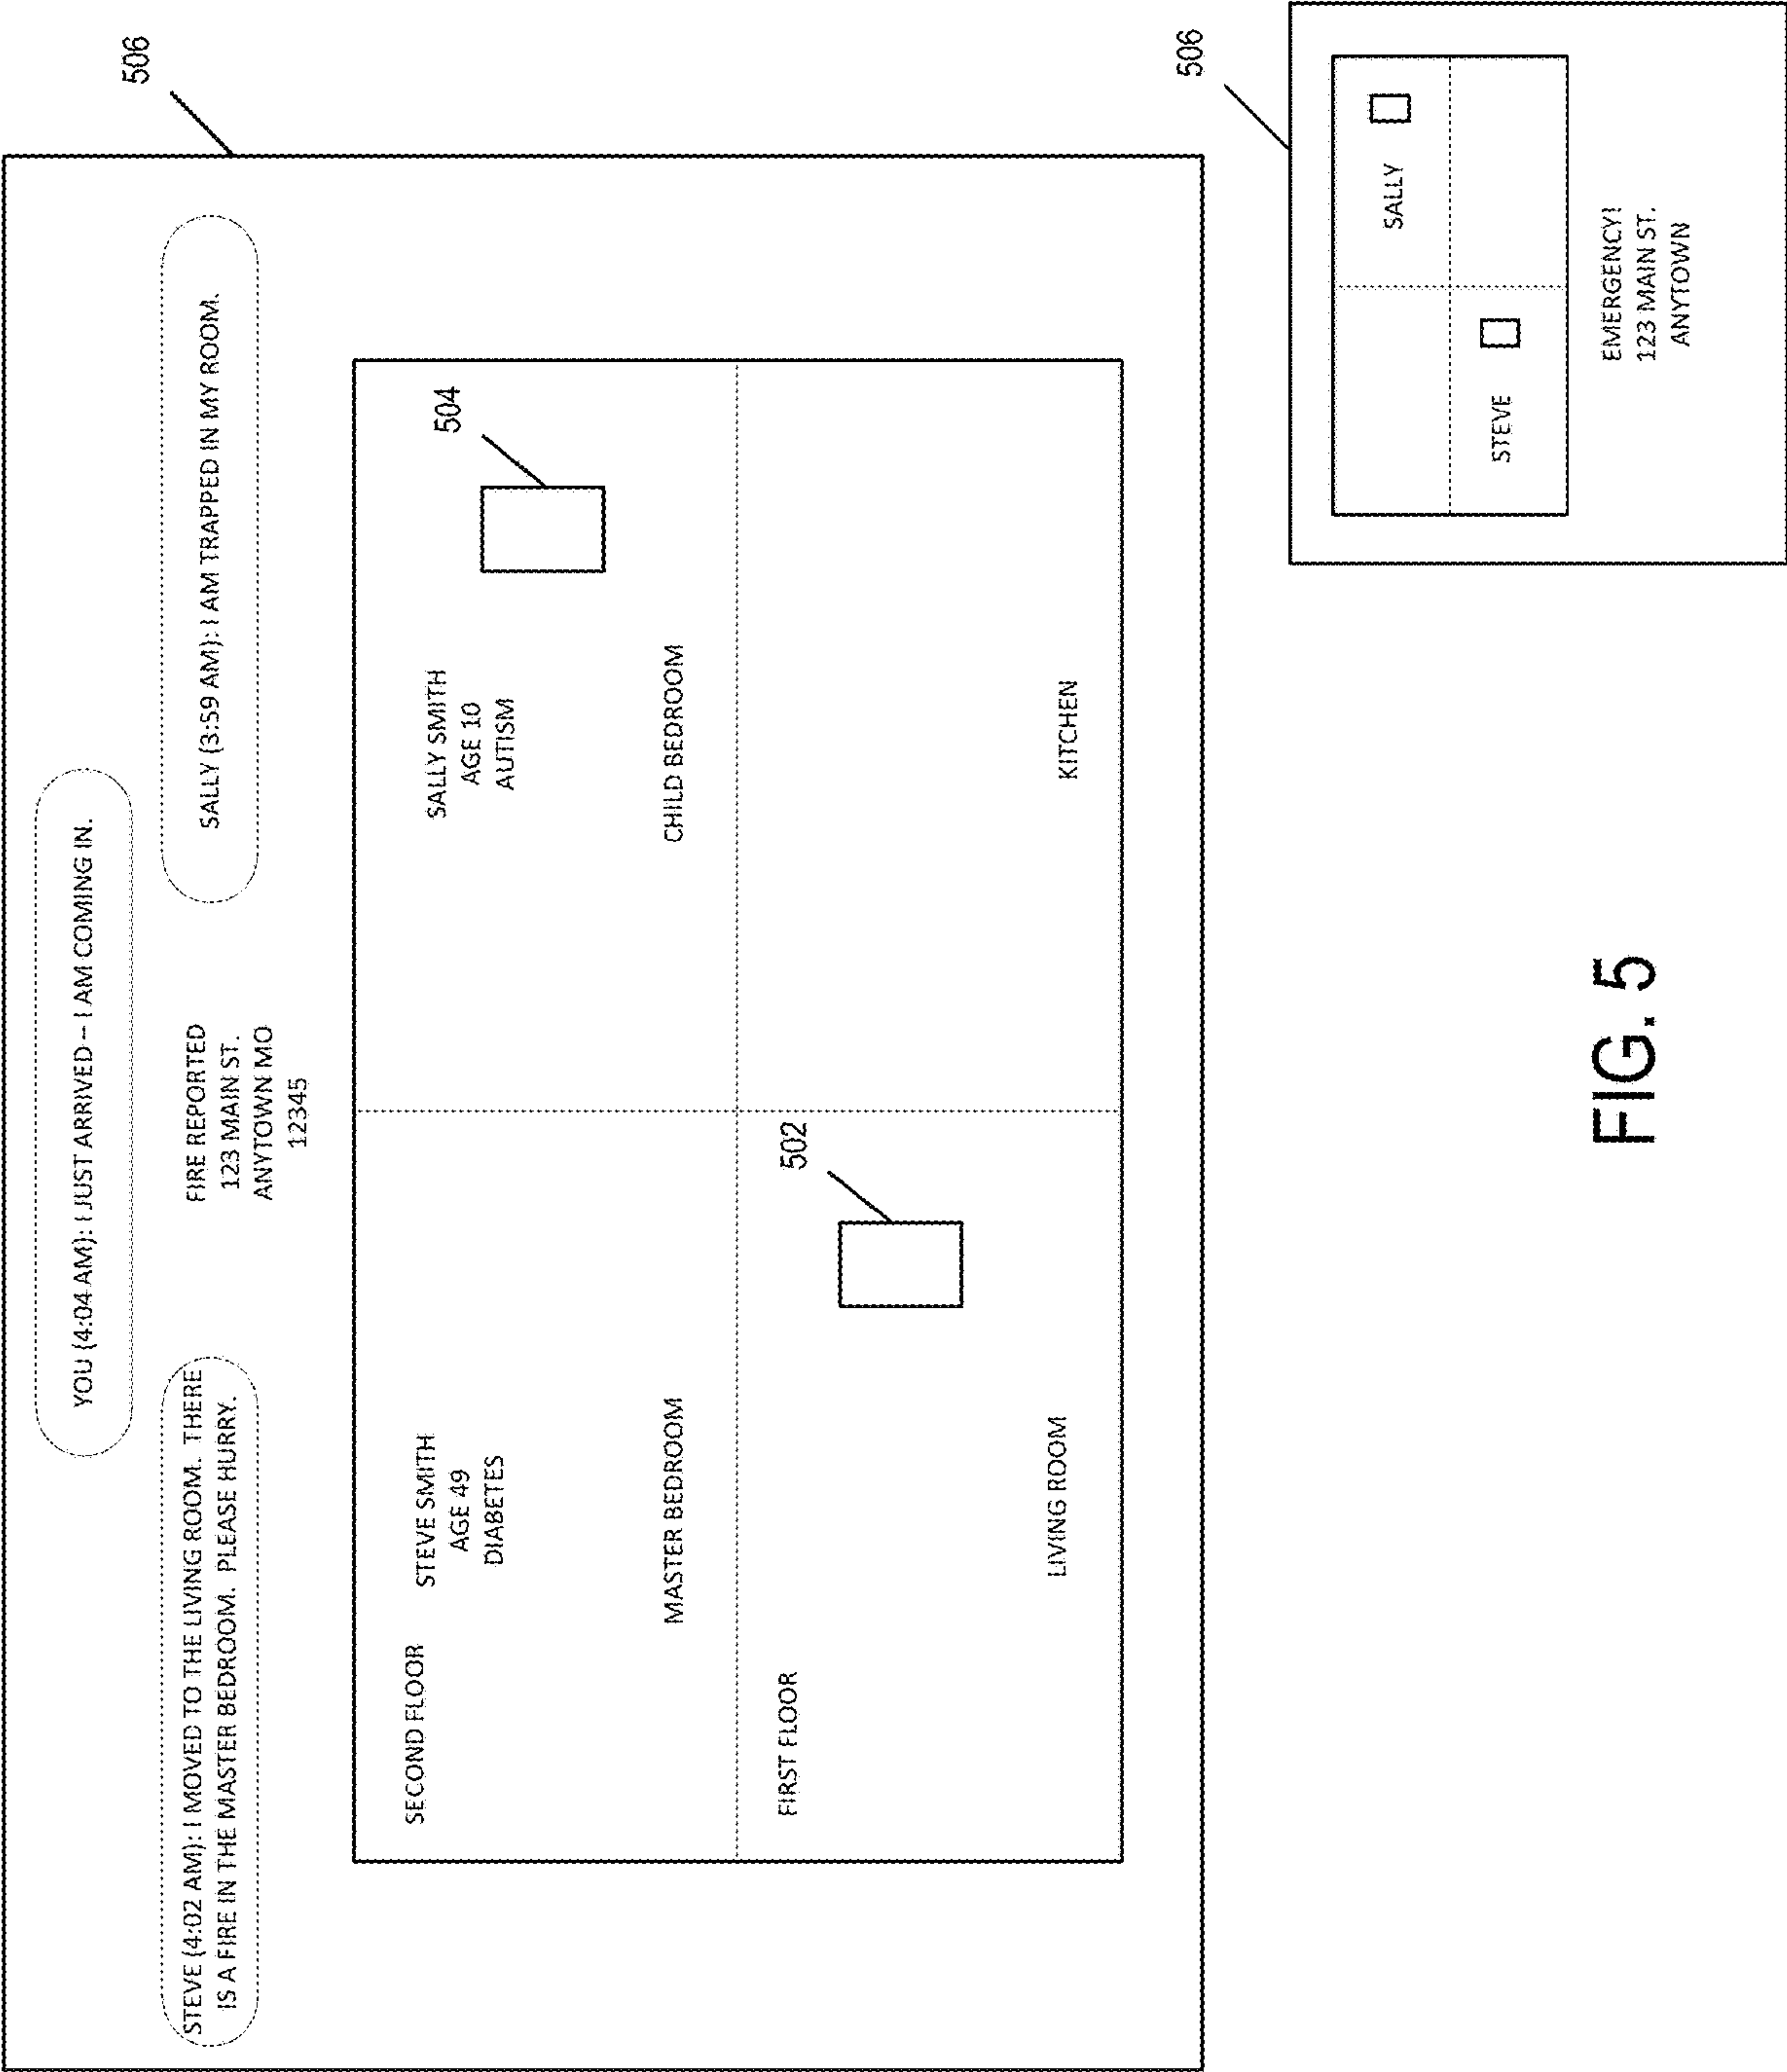 506
YOU (4:04 AM): I JUST ARRIVED -- I AM COMING IN.
STEVE (4:02 AM): I MOVED TO THE LIVING ROOM. THERE
IS A FIRE IN THE MASTER BEDROOM. PLEASE HURRY.
FIRE REPORTED
123 MAIN ST.
ANYTOWN MO
12345
SALLY (3:59 AM): I AM TRAPPED IN MY ROOM.
SECOND FLOOR
STEVE SMITH
AGE 49
DIABETES
MASTER BEDROOM
SALLY SMITH
AGE 10
AUTISM
504
CHILD BEDROOM
FIRST FLOOR
502
LIVING ROOM
KITCHEN
506
SALLY
STEVE
EMERGENCY!
123 MAIN ST.
ANYTOWN
FIG. 5